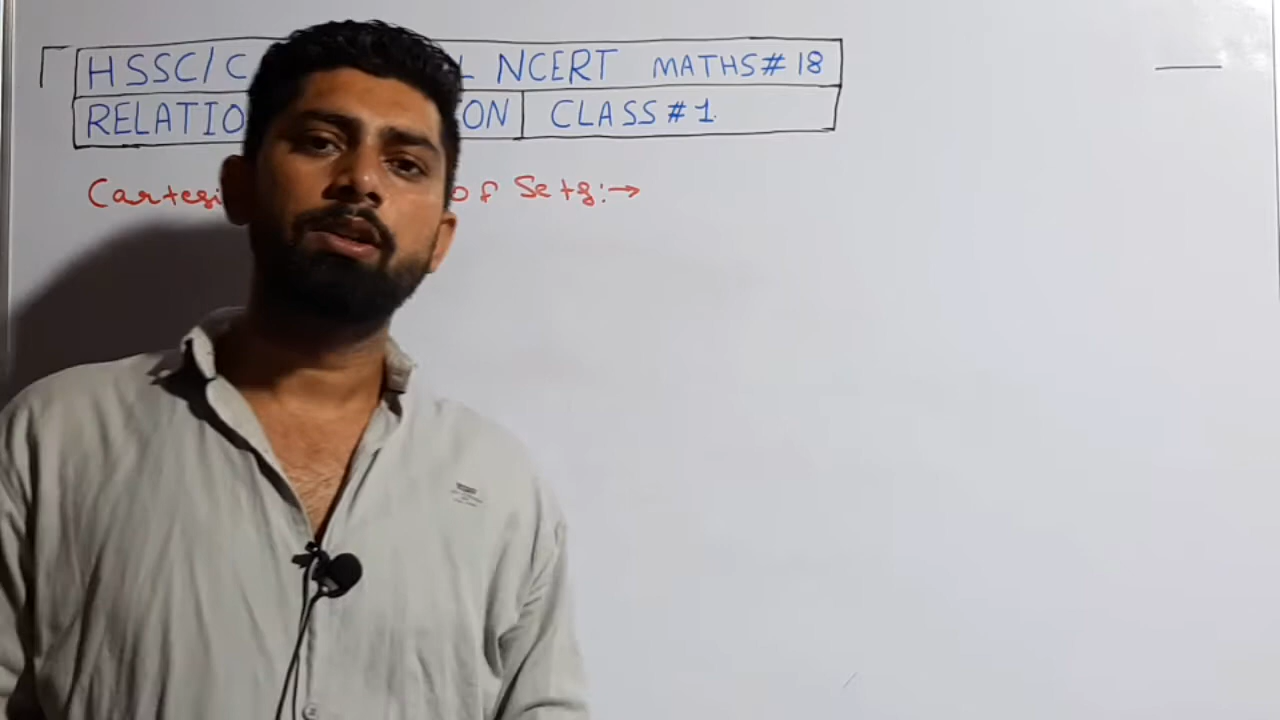 HSSC/C L NCERT MATHS#18
RELATIO ON CLASS#1
Cartesi of Sets:→